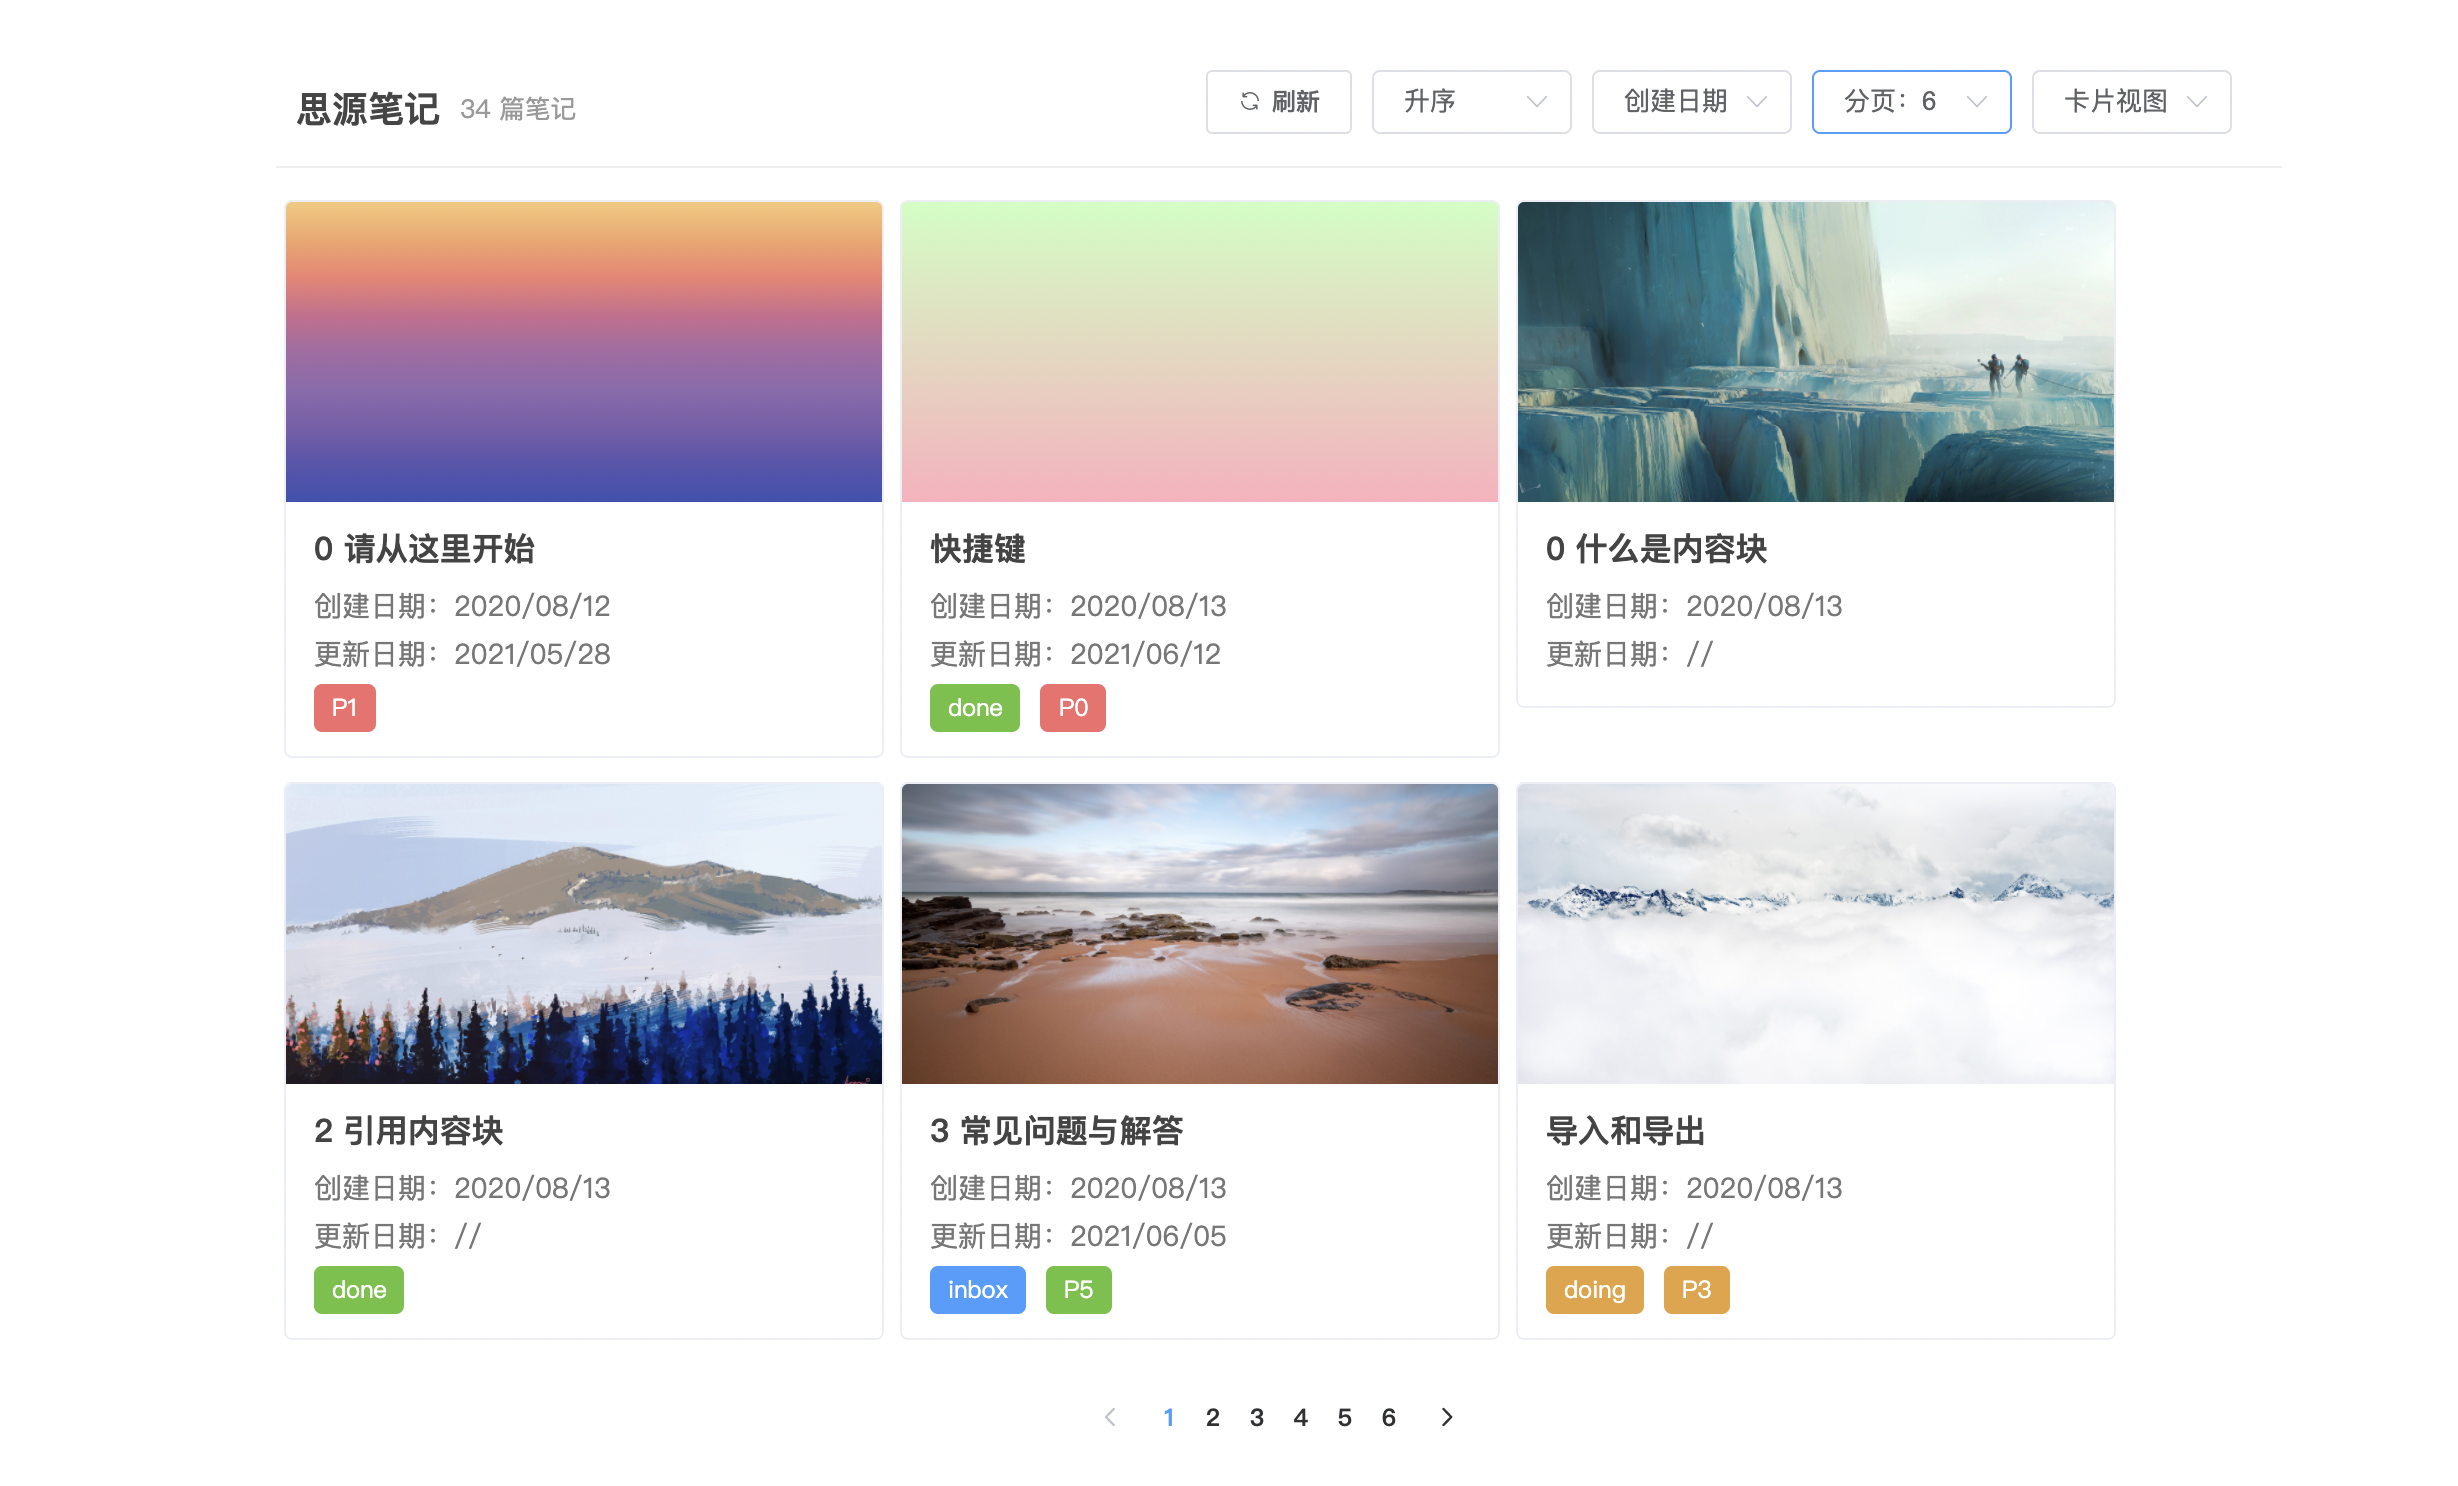 思源笔记 34 篇笔记
刷新 升序 创建日期 分页：6 卡片视图
0 请从这里开始
创建日期：2020/08/12
更新日期：2021/05/28
P1
快捷键
创建日期：2020/08/13
更新日期：2021/06/12
done P0
0 什么是内容块
创建日期：2020/08/13
更新日期：//
2 引用内容块
创建日期：2020/08/13
更新日期：//
done
3 常见问题与解答
创建日期：2020/08/13
更新日期：2021/06/05
inbox P5
导入和导出
创建日期：2020/08/13
更新日期：//
doing P3
1 2 3 4 5 6